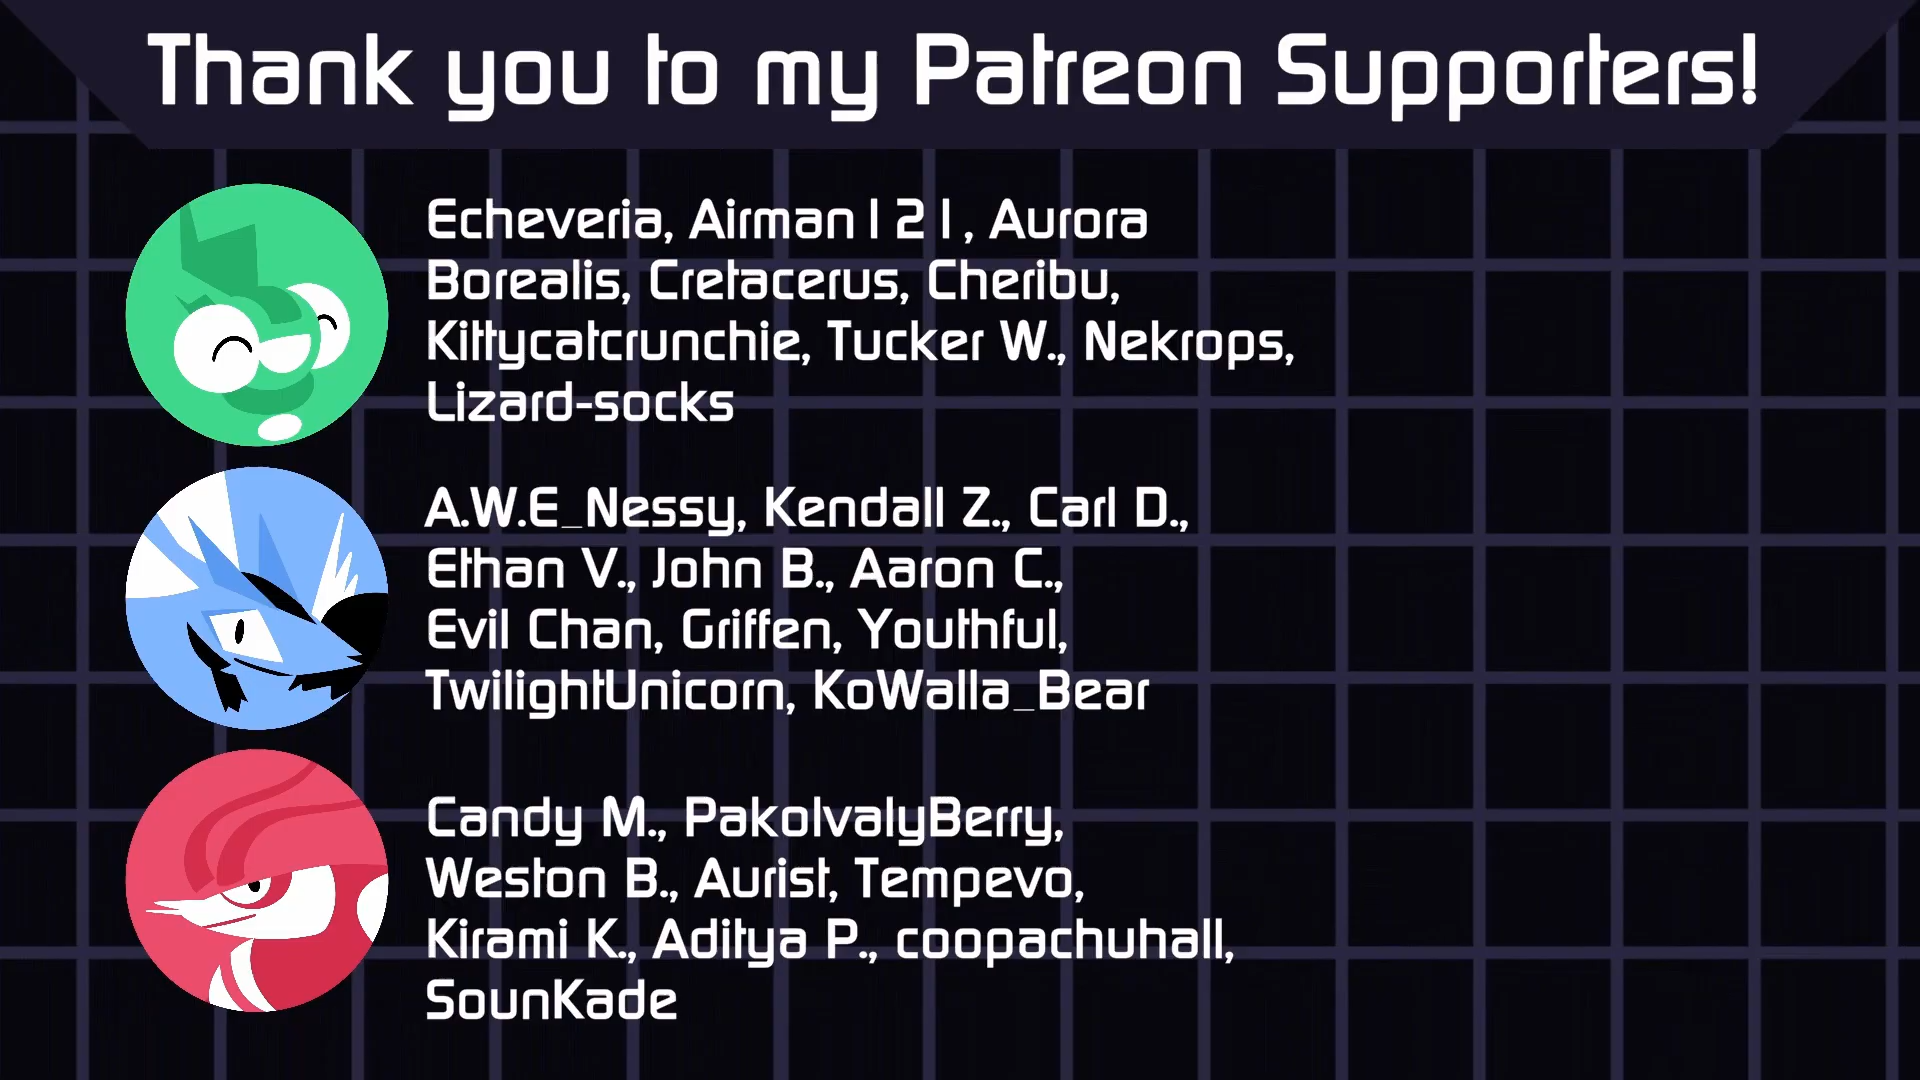 Thank you to my Patreon Supporters!
Echeveria, Airman121, Aurora
Borealis, Cretacerus, Cheribu,
Kittycatcrunchie, Tucker W., Nekrops,
Lizard-socks
A.W.E_Nessy, Kendall Z., Carl D.,
Ethan V., John B., Aaron C.,
Evil Chan, Griffen, Youthful,
TwilightUnicorn, KoWalla_Bear
Candy M., PakoIvalyBerry,
Weston B., Aurist, Tempevo,
Kirami K., Aditya P., coopachuhall,
SounKade